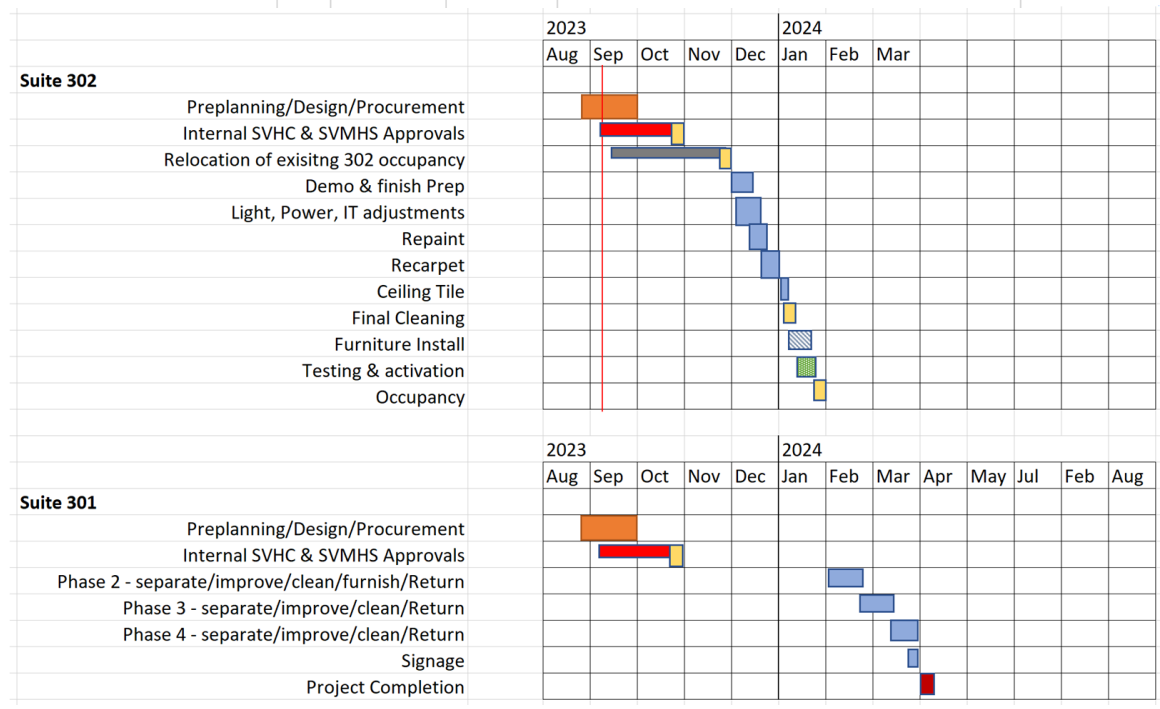 2023 2024
Aug Sep Oct Nov Dec Jan Feb Mar
Suite 302
Preplanning/Design/Procurement
Internal SVHC & SVMHS Approvals
Relocation of exisitng 302 occupancy
Demo & finish Prep
Light, Power, IT adjustments
Repaint
Recarpet
Ceiling Tile
Final Cleaning
Furniture Install
Testing & activation
Occupancy
2023 2024
Aug Sep Oct Nov Dec Jan Feb Mar Apr May Jul Feb Aug
Suite 301
Preplanning/Design/Procurement
Internal SVHC & SVMHS Approvals
Phase 2 - separate/improve/clean/furnish/Return
Phase 3 - separate/improve/clean/Return
Phase 4 - separate/improve/clean/Return
Signage
Project Completion